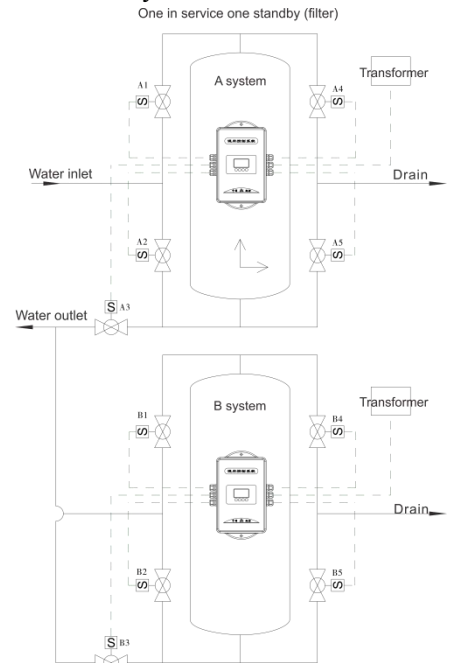 One in service one standby (filter)
A1
S
A system
A4
S
Transformer
Water inlet
Drain
A2
S
A5
S
S A3
Water outlet
B1
S
B system
B4
S
Transformer
Drain
B2
S
B5
S
S B3